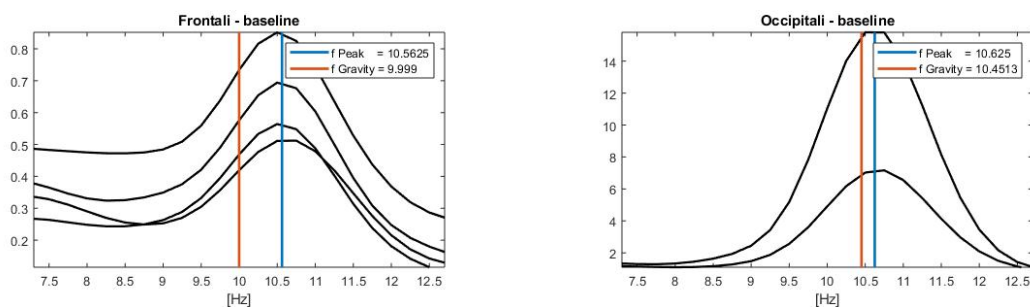 Frontali - baseline
f Peak = 10.5625
f Gravity = 9.999
0.8
0.7
0.6
0.5
0.4
0.3
0.2
7.5 8 8.5 9 9.5 10 10.5 11 11.5 12 12.5
[Hz]
Occipitali - baseline
f Peak = 10.625
f Gravity = 10.4513
14
12
10
8
6
4
2
7.5 8 8.5 9 9.5 10 10.5 11 11.5 12 12.5
[Hz]